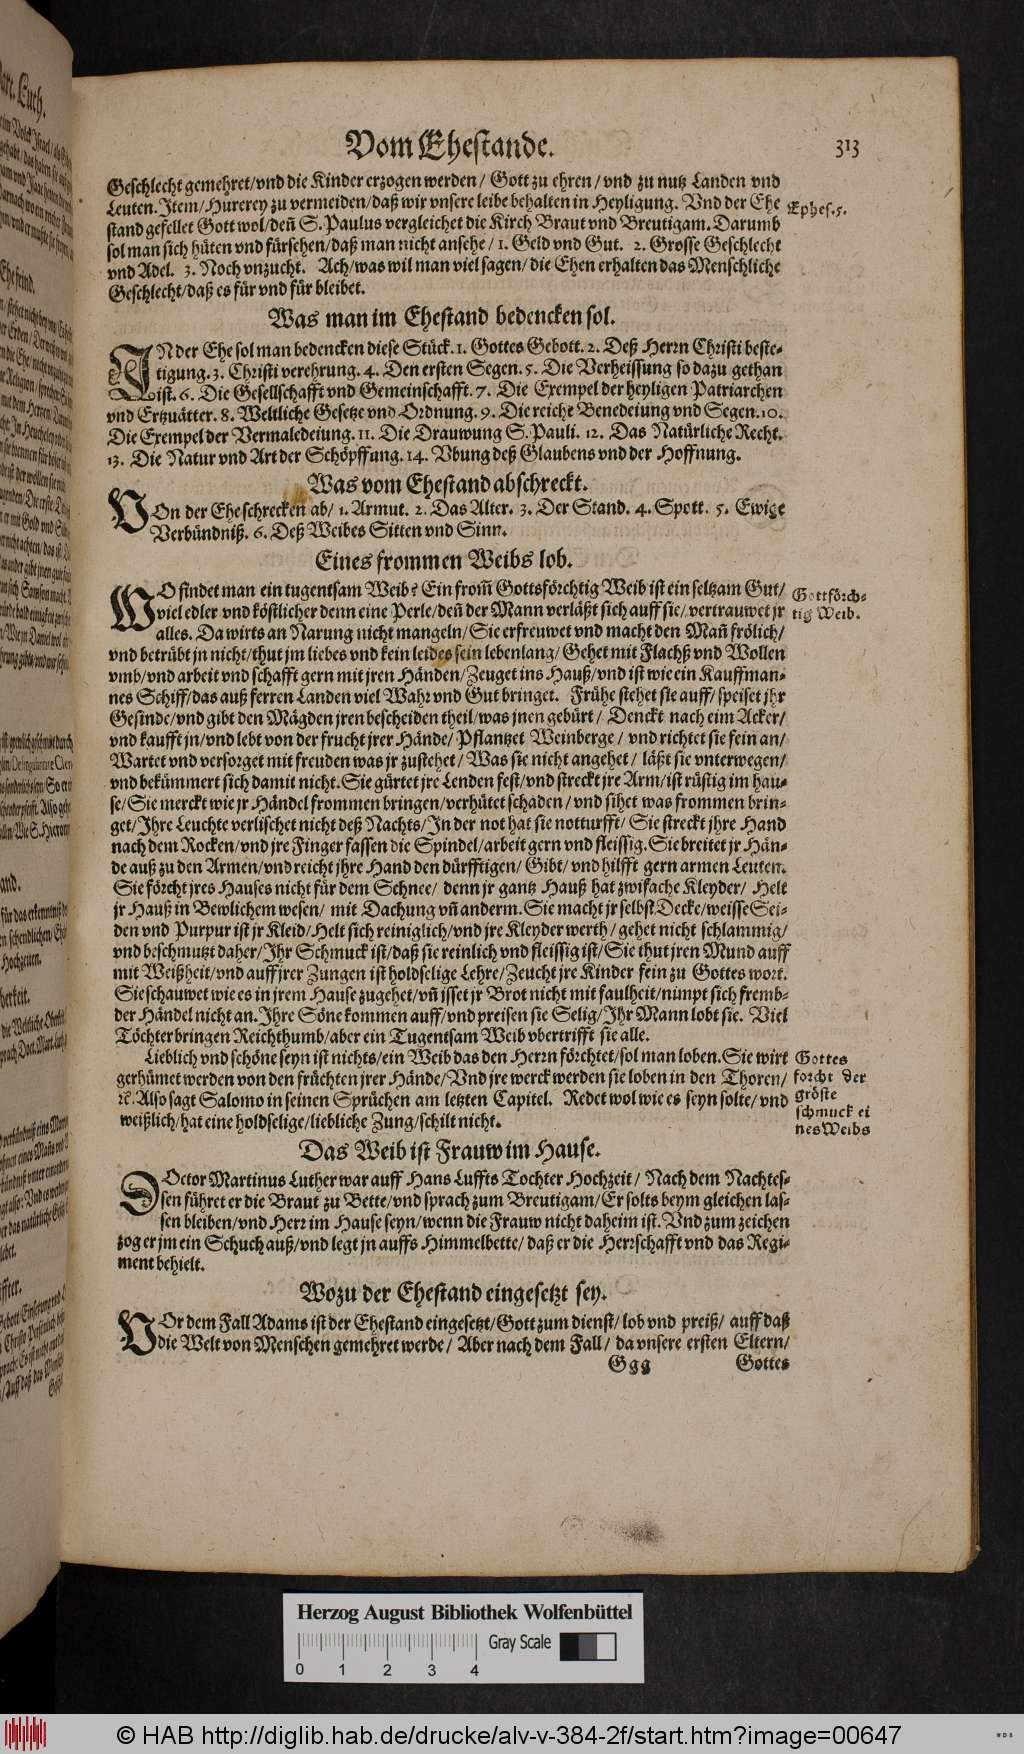 Vom Ehestande. 313
Geschlecht gemehret/vnd die Kinder erzogen werden/ Gott zu ehren/vnd zu nutz Landen vnd
Leuten. Item/Hurerey zu vermeiden/daß wir vnsere leibe behalten in Heyligung. Vnd der Ehe
Ephes.5.
stand gefellet Gott wol/deñ S. Paulus vergleichet die Kirch Braut vnd Breutigam. Darumb
sol man sich hüten vnd fürsehen/daß man nicht ansehe/ 1. Geld vnd Gut. 2. Grosse Geschlecht
vnd Adel. 3. Noch vnzucht. Ach/was wil man viel sagen/die Ehen erhalten das Menschliche
Geschlecht/daß es für vnd für bleibet.
Was man im Ehestand bedencken sol.
IN der Ehe sol man bedencken diese Stück.1. Gottes Gebott.2. Deß Herrn Christi beste-
tigung.3. Christi verehrung.4. Den ersten Segen.5. Die Verheissung so dazu gethan
ist.6. Die Gesellschafft vnd Gemeinschafft.7. Die Exempel der heyligen Patriarchen
vnd Ertzuätter.8. Weltliche Gesetze vnd Ordnung.9. Die reiche Benedeiung vnd Segen.10.
Die Exempel der Vermaledeiung.11. Die Drauwung S. Pauli. 12. Das Natürliche Recht.
13. Die Natur vnd Art der Schöpffung.14. Vbung deß Glaubens vnd der Hoffnung.
Was vom Ehestand abschreckt.
VOn der Ehe schrecken ab/ 1. Armut. 2. Das Alter. 3. Der Stand. 4. Spott. 5. Ewige
Verbündniß. 6. Deß Weibes Sitten vnd Sinn.
Eines frommen Weibs lob.
WO findet man ein tugentsam Weib? Ein from̃ Gottsförchtig Weib ist ein seltzam Gut/
Gottförch-
viel edler vnd köstlicher denn eine Perle/deñ der Mann verläßt sich auff sie/vertrauwet jr
tig Weib.
alles. Da wirts an Narung nicht mangeln/Sie erfreuwet vnd macht den Mañ frölich/
vnd betrübt jn nicht/thut jm liebes vnd kein leides sein lebenlang/Gehet mit Flachß vnd Wollen
vmb/vnd arbeit vnd schafft gern mit jren Händen/Zeuget ins Hauß/vnd ist wie ein Kauffman-
nes Schiff/das auß ferren Landen viel Wahr vnd Gut bringet. Frühe stehet sie auff/speiset jhr
Gesinde/vnd gibt den Mägden jren bescheiden theil/was jnen gebürt/ Denckt nach eim Acker/
vnd kaufft jn/vnd lebt von der frucht jrer Hände/Pflantzet Weinberge/ vnd richtet sie fein an/
Wartet vnd versorget mit freuden was jr zustehet/Was sie nicht angehet/ läßt sie vnterwegen/
vnd bekümmert sich damit nicht.Sie gürtet jre Lenden fest/vnd streckt jre Arm/ist rüstig im hau-
se/Sie merckt wie jr Händel frommen bringen/verhütet schaden/vnd sihet was frommen brin-
get/Ihre Leuchte verlischet nicht deß Nachts/In der not hat sie notturfft/ Sie streckt jhre Hand
nach dem Rocken/vnd jre Finger fassen die Spindel/arbeit gern vnd fleissig.Sie breitet jr Hän-
de auß zu den Armen/vnd reicht jhre Hand den dürfftigen/ Gibt/vnd hilfft gern armen Leuten.
Sie förcht jres Hauses nicht für dem Schnee/ denn jr gantz Hauß hat zwifache Kleyder/ Helt
jr Hauß in Bewlichem wesen/ mit Dachung vñ anderm.Sie macht jr selbst Decke/weisse Sei-
den vnd Purpur ist jr Kleid/Helt sich reiniglich/vnd jre Kleyder werth/gehet nicht schlammig/
vnd beschmutzt daher/Ihr Schmuck ist/daß sie reinlich vnd fleissig ist/Sie thut jren Mund auff
mit Weißheit/vnd auff jrer Zungen ist holdselige Lehre/Zeucht jre Kinder fein zu Gottes wort.
Sie schauwet wie es in jrem Hause zugehet/vñ isset jr Brot nicht mit faulheit/nimpt sich fremb-
der Händel nicht an. Ihre Söne kommen auff/vnd preisen sie Selig/Ihr Mann lobt sie. Viel
Töchter bringen Reichthumb/aber ein Tugentsam Weib vbertrifft sie alle.
Lieblich vnd schöne seyn ist nichts/ein Weib das den Herrn förchtet/sol man loben.Sie wirt
Gottes
gerhümet werden von den früchten jrer Hände/Vnd jre werck werden sie loben in den Thoren/
forcht der
ꝛc. Also sagt Salomo in seinen Sprüchen am letzten Capitel. Redet wol wie es seyn solte/vnd
gröste
weißlich/hat eine holdselige/liebliche Zung/schilt nicht.
schmuck ei
nes Weibs
Das Weib ist Frauw im Hause.
DOctor Martinus Luther war auff Hans Luffts Tochter Hochzeit/ Nach dem Nachtes-
sen führet er die Braut zu Bette/vnd sprach zum Breutigam/Er solts beym gleichen las-
sen bleiben/vnd Herr im Hause seyn/wenn die Frauw nicht daheim ist.Vnd zum zeichen
zog er jm ein Schuch auß/vnd legt jn auffs Himmelbette/daß er die Herrschafft vnd das Regi-
ment behielt.
Wozu der Ehestand eingesetzt sey.
VOr dem Fall Adams ist der Ehestand eingesetzt/Gott zum dienst/lob vnd preiß/ auff daß
die Welt von Menschen gemehret werde/ Aber nach dem Fall/da vnsere ersten Eltern/
Ggg Gottes
Herzog August Bibliothek Wolfenbüttel
Gray Scale
0 1 2 3 4
© HAB http://diglib.hab.de/drucke/alv-v-384-2f/start.htm?image=00647